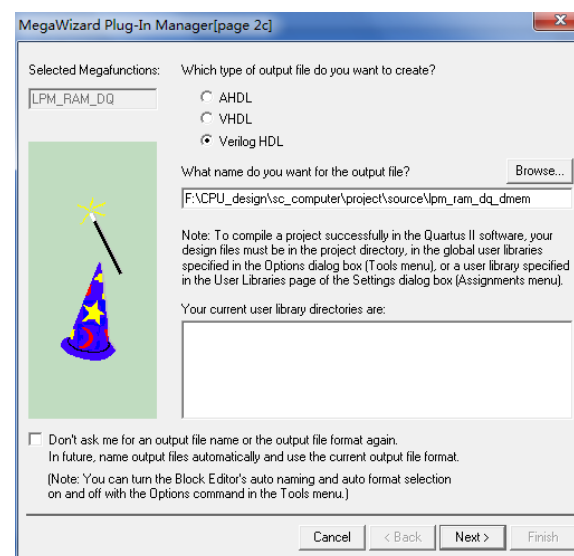 MegaWizard Plug-In Manager[page 2c]
Selected Megafunctions:
LPM_RAM_DQ
Which type of output file do you want to create?
AHDL
VHDL
Verilog HDL
What name do you want for the output file?
Browse...
F:\CPU_design\sc_computer\project\source\lpm_ram_dq_dmem
Note: To compile a project successfully in the Quartus II software, your
design files must be in the project directory, in the global user libraries
specified in the Options dialog box (Tools menu), or a user library specified
in the User Libraries page of the Settings dialog box (Assignments menu).
Your current user library directories are:
Don't ask me for an output file name or the output file format again.
In future, name output files automatically and use the current output file format.
(Note: You can turn the Block Editor's auto naming and auto format selection
on and off with the Options command in the Tools menu.)
Cancel
< Back
Next >
Finish